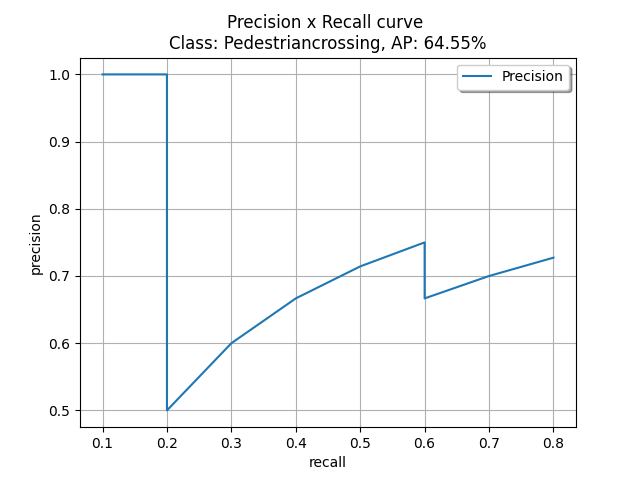 Precision x Recall curve
Class: Pedestriancrossing, AP: 64.55%
Precision
1.0
0.9
0.8
0.7
0.6
0.5
precision
0.1 0.2 0.3 0.4 0.5 0.6 0.7 0.8
recall